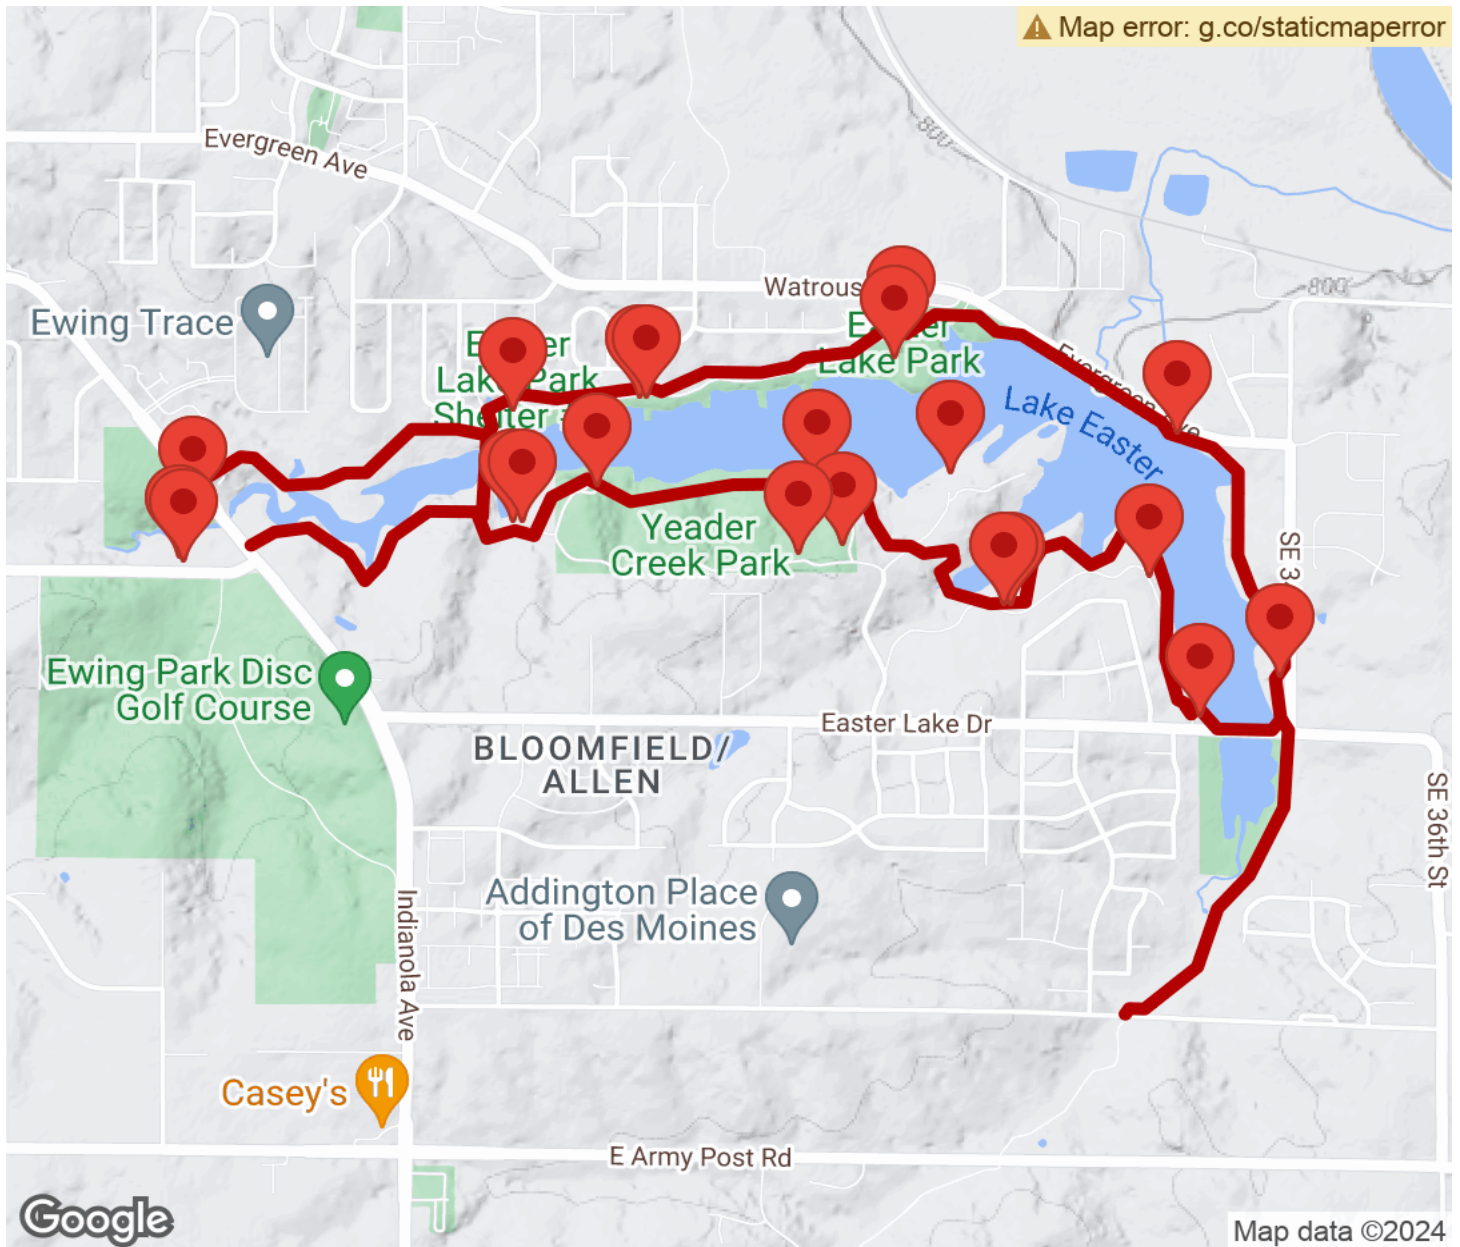 Map error: g.co/staticmaperror
800
Evergreen Ave
Watrous
800
Ewing Trace
Lake Park
Lake Park
Shelter
Evergreen
Lake Easter
Yeader
Creek Park
SE 3
Ewing Park Disc
Golf Course
Easter Lake Dr
BLOOMFIELD/
ALLEN
SE 36th St
Addington Place
of Des Moines
Indianola Ave
Casey's
E Army Post Rd
Google
Map data ©2024